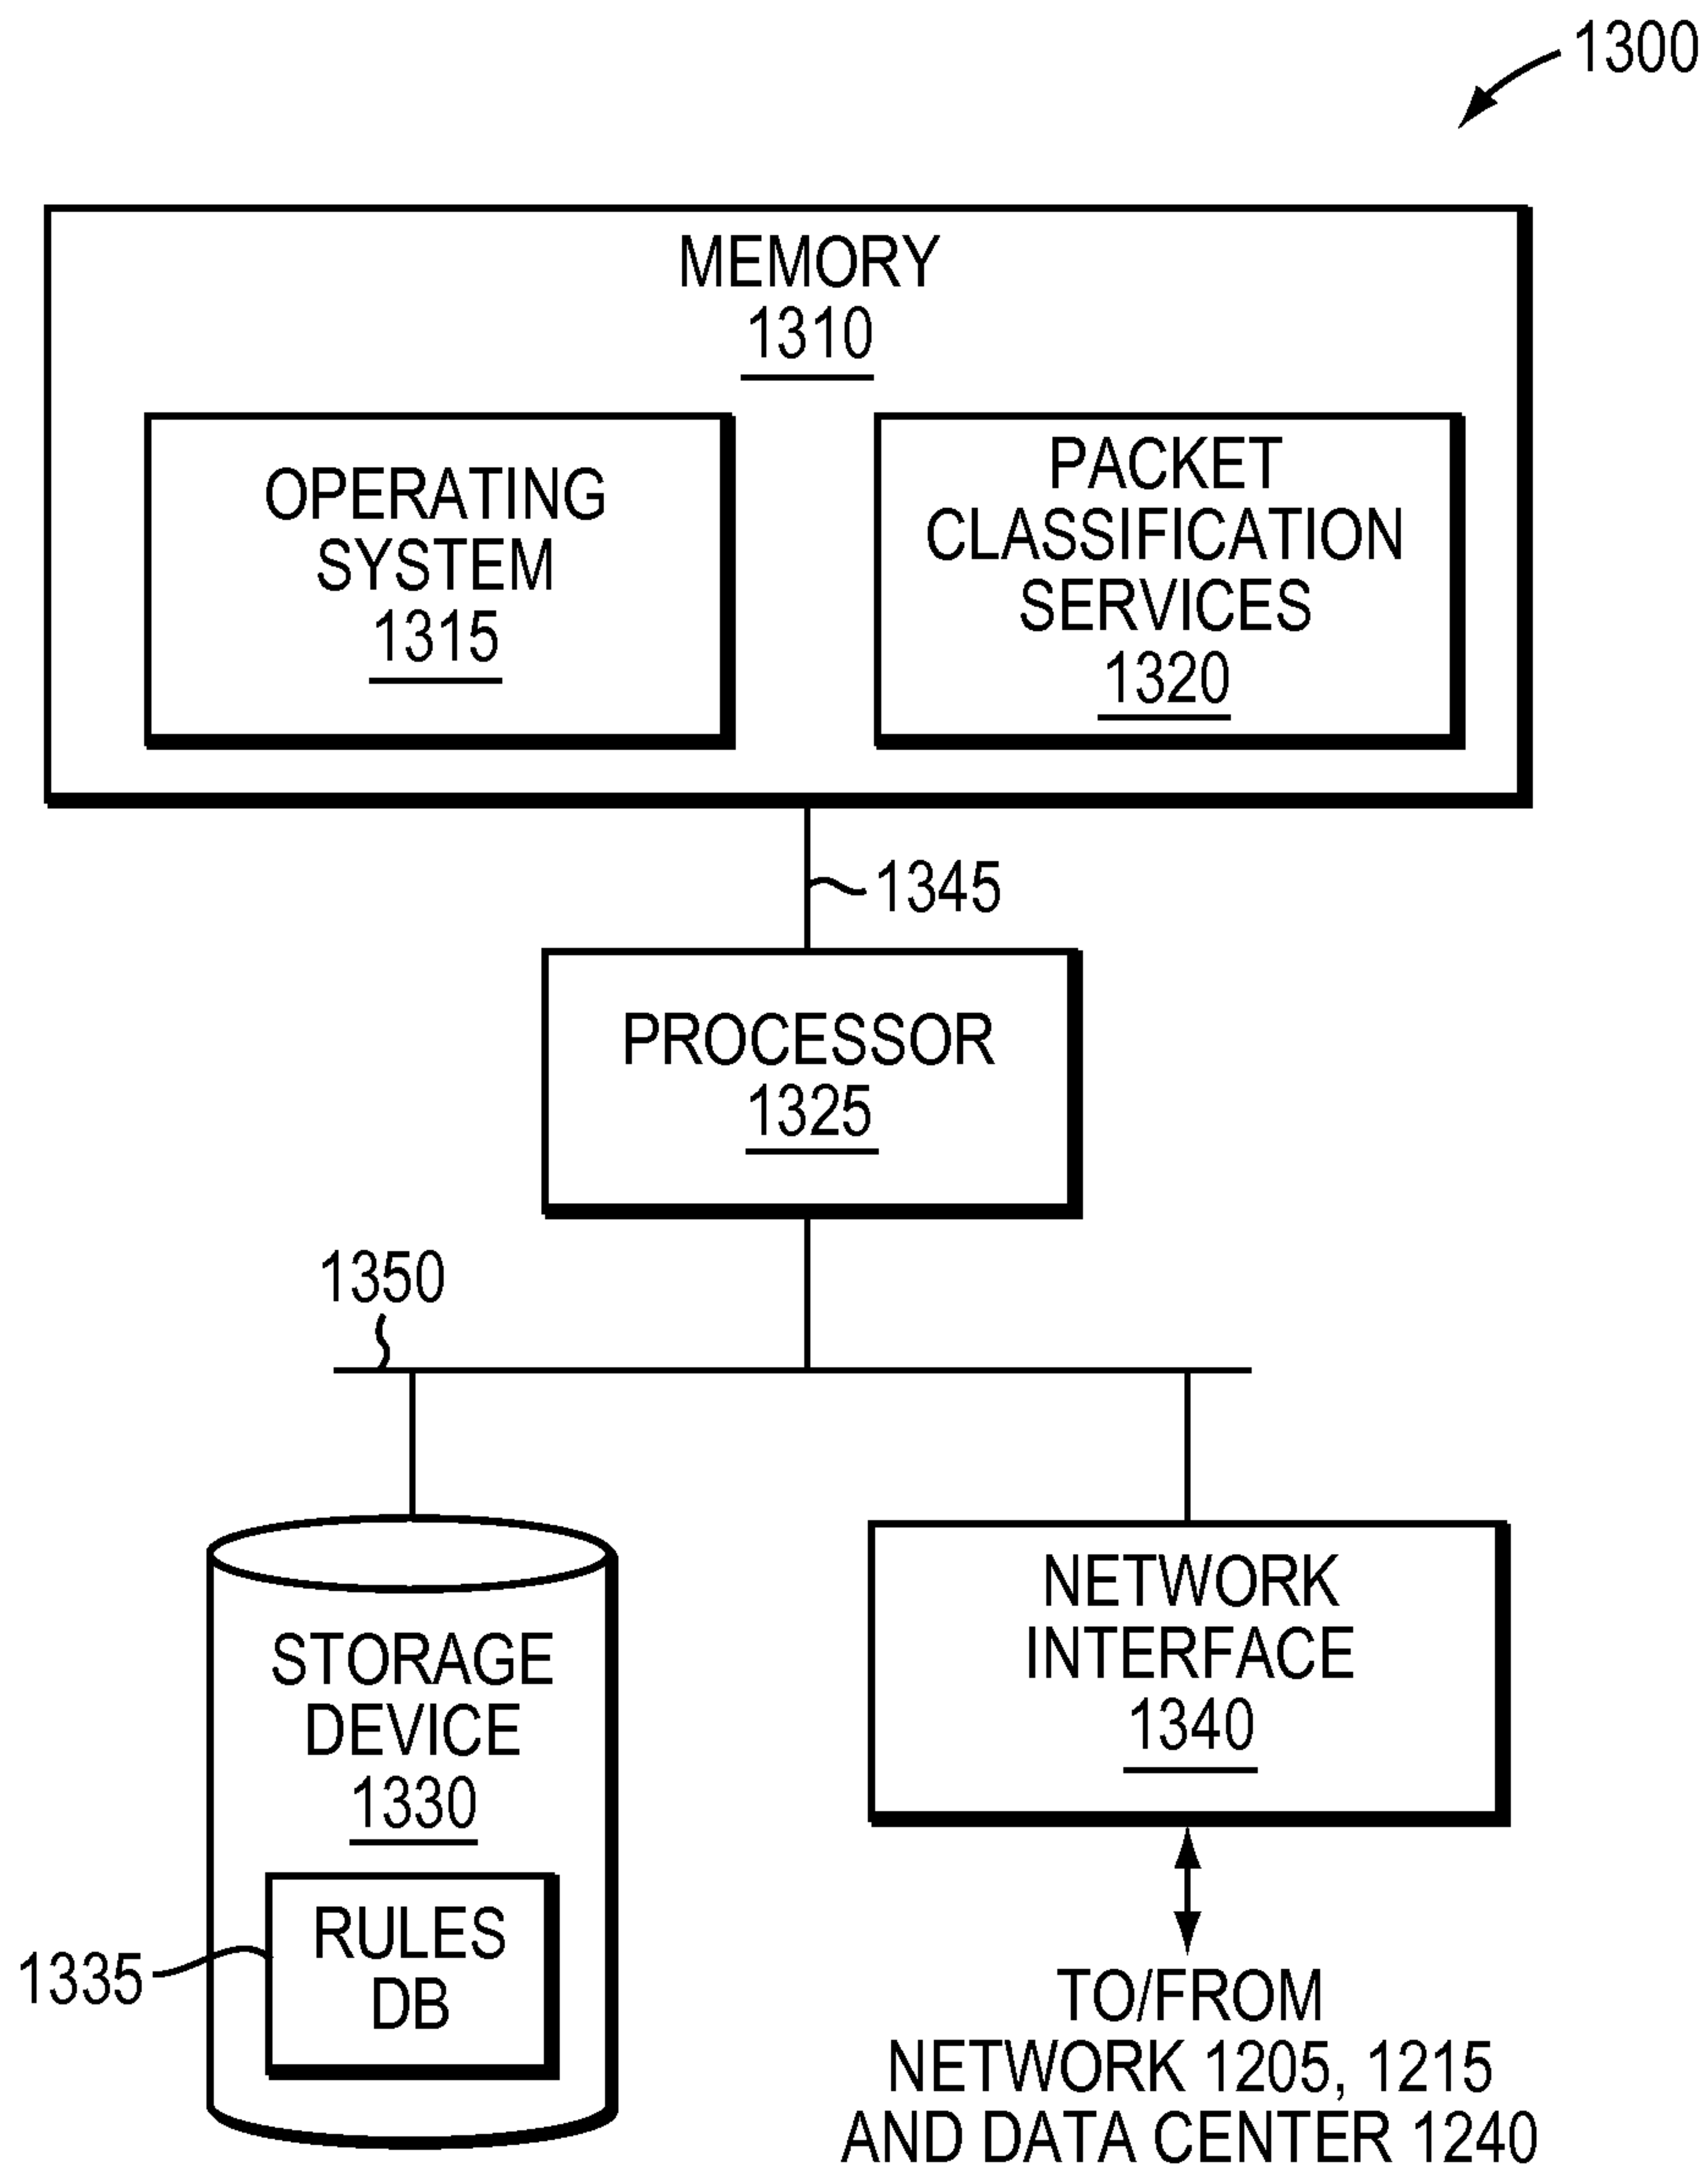 1300
MEMORY
1310
OPERATING
SYSTEM
1315
PACKET
CLASSIFICATION
SERVICES
1320
1345
PROCESSOR
1325
1350
STORAGE
DEVICE
1330
RULES
DB
1335
NETWORK
INTERFACE
1340
TO/FROM
NETWORK 1205, 1215
AND DATA CENTER 1240